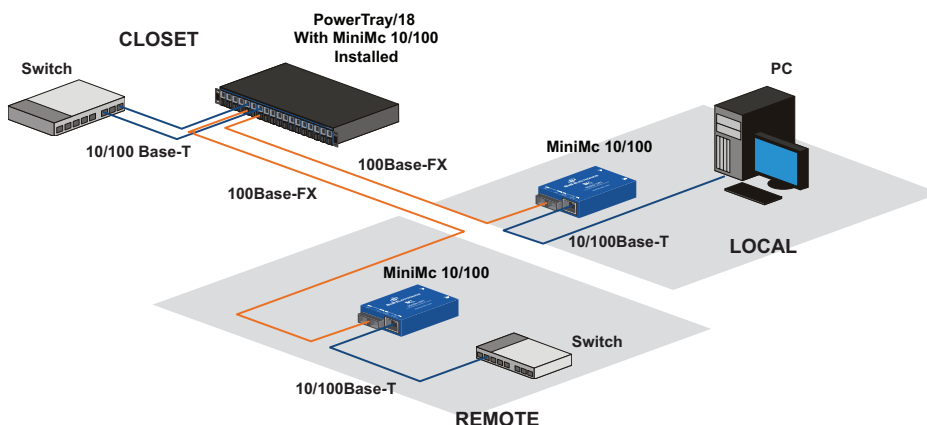 PowerTray/18
With MiniMc 10/100
Installed
CLOSET
Switch
PC
10/100 Base-T
100Base-FX
100Base-FX
MiniMc 10/100
10/100Base-T
LOCAL
MiniMc 10/100
Switch
10/100Base-T
REMOTE